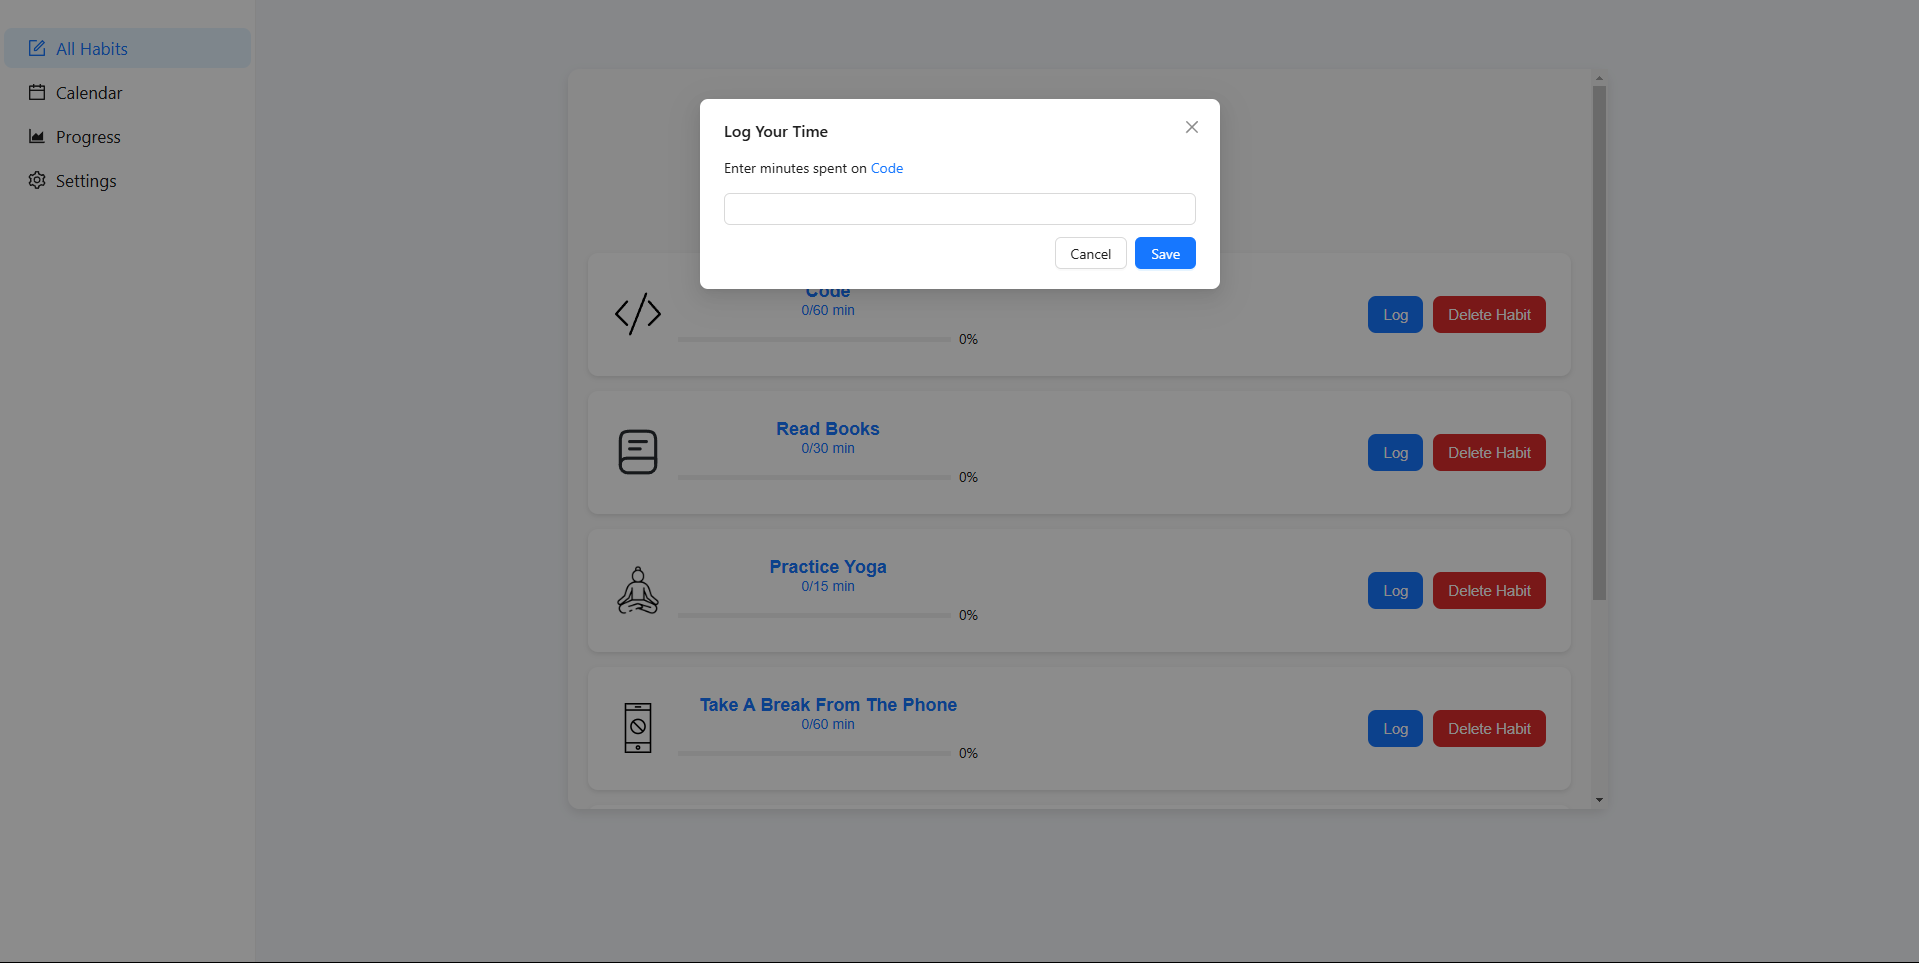 All Habits
Calendar
Progress
Settings
Log Your Time
Enter minutes spent on Code
Cancel
Save
Code
0/60 min
0%
Log
Delete Habit
Read Books
0/30 min
0%
Log
Delete Habit
Practice Yoga
0/15 min
0%
Log
Delete Habit
Take A Break From The Phone
0/60 min
0%
Log
Delete Habit